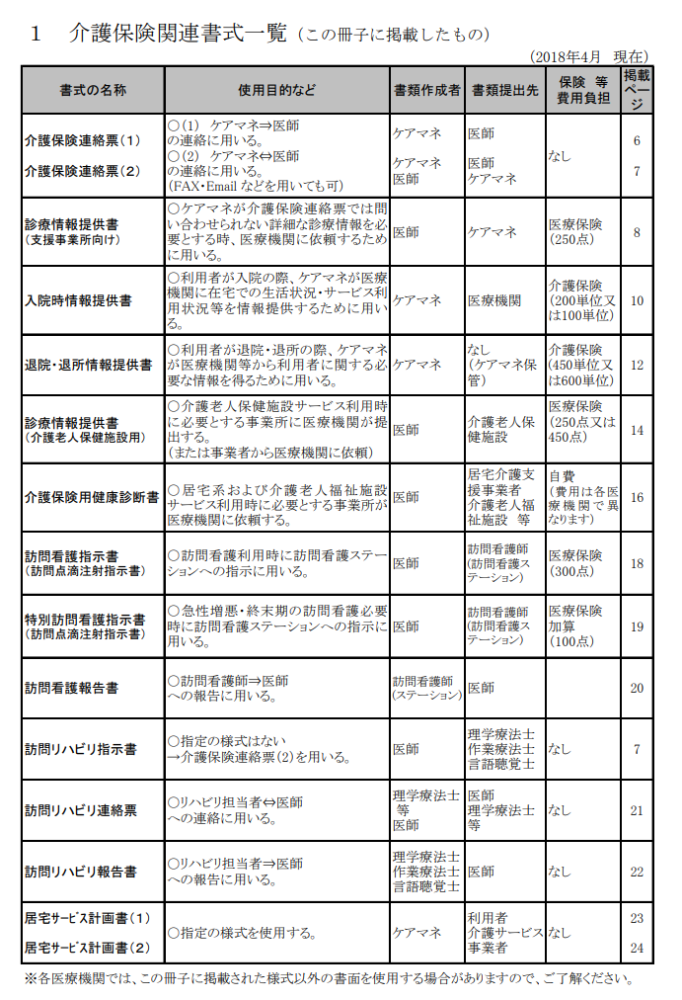 1　介護保険関連書式一覧（この冊子に掲載したもの）
（2018年4月　現在）
書式の名称　使用目的など　書類作成者　書類提出先　保険　等費用負担　掲載ページ
介護保険連絡票（1）
介護保険連絡票（2）
○（1）　ケアマネ⇒医師
の連絡に用いる。
○（2）　ケアマネ⇔医師
の連絡に用いる。
（FAX・Email などを用いても可）
ケアマネ
ケアマネ
医師
医師
医師
ケアマネ
なし
6
7
診療情報提供書
（支援事業所向け）
○ケアマネが介護保険連絡票では問
い合わせられない詳細な診療情報を必
要とする時、医療機関に依頼するため
に用いる。
医師
ケアマネ
医療保険
（250点）
8
入院時情報提供書
○利用者が入院の際、ケアマネが医療
機関に在宅での生活状況・サービス利
用状況等を情報提供するために用い
る。
ケアマネ
医療機関
介護保険
（200単位又
は100単位）
10
退院・退所情報提供書
○利用者が退院・退所の際、ケアマネ
が医療機関等から利用者に関する必
要な情報を得るために用いる。
ケアマネ
なし
（ケアマネ保
管）
介護保険
（450単位又
は600単位）
12
診療情報提供書
（介護老人保健施設用）
○介護老人保健施設サービス利用時
に必要とする事業所に医療機関が提
出する。
（または事業者から医療機関に依頼）
医師
介護老人保
健施設
医療保険
（250点又は
450点）
14
介護保険用健康診断書
○居宅系および介護老人福祉施設
サービス利用時に必要とする事業所が
医療機関に依頼する。
医師
居宅介護支
援事業者
介護老人福
祉施設　等
自費
（費用は各医
療機関で異
なります）
16
訪問看護指示書
（訪問点滴注射指示書）
○訪問看護利用時に訪問看護ステー
ションへの指示に用いる。
医師
訪問看護師
（訪問看護ス
テーション）
医療保険
（300点）
18
特別訪問看護指示書
（訪問点滴注射指示書）
○急性増悪・終末期の訪問看護必要
時に訪問看護ステーションへの指示に
用いる。
医師
訪問看護師
（訪問看護ス
テーション）
医療保険
加算
（100点）
19
訪問看護報告書
○訪問看護師⇒医師
への報告に用いる。
訪問看護師
（ステーション）
医師
20
訪問リハビリ指示書
○指定の様式はない
→介護保険連絡票（2）を用いる。
医師
理学療法士
作業療法士
言語聴覚士
なし
7
訪問リハビリ連絡票
○リハビリ担当者⇔医師
への連絡に用いる。
理学療法士
等
医師
医師
理学療法士
等
なし
21
訪問リハビリ報告書
○リハビリ担当者⇒医師
への報告に用いる。
理学療法士
作業療法士
言語聴覚士
医師
なし
22
居宅サービス計画書（1）
居宅サービス計画書（2）
○指定の様式を使用する。
ケアマネ
利用者
介護サービス
事業者
なし
23
24
※各医療機関では、この冊子に掲載された様式以外の書面を使用する場合がありますので、ご了解ください。